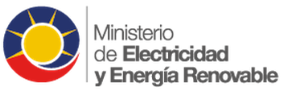 Ministerio
de Electricidad
y Energía Renovable